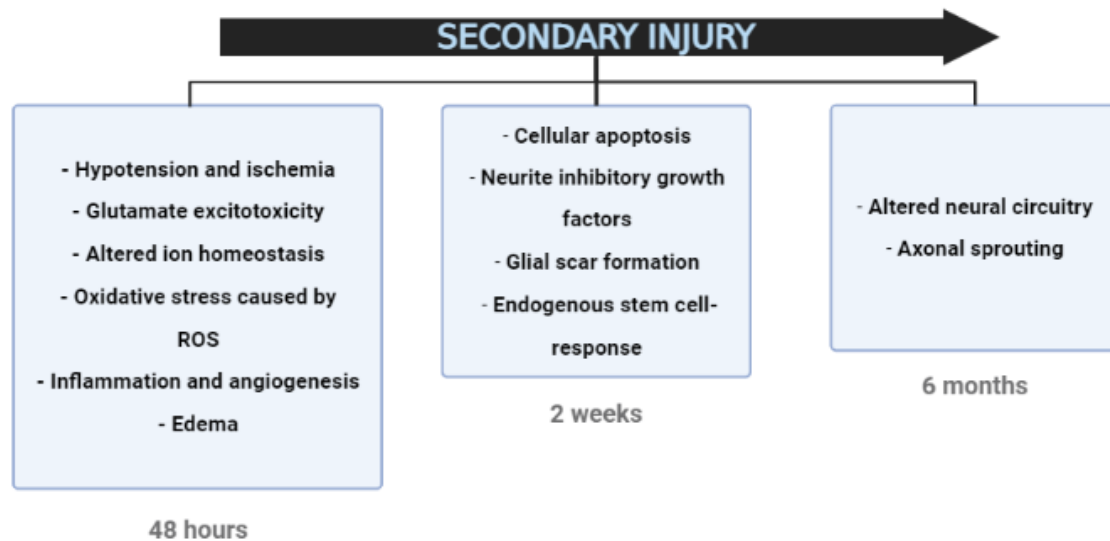 SECONDARY INJURY
- Hypotension and ischemia
- Glutamate excitotoxicity
- Altered ion homeostasis
- Oxidative stress caused by
ROS
- Inflammation and angiogenesis
- Edema
48 hours
- Cellular apoptosis
- Neurite inhibitory growth
factors
- Glial scar formation
- Endogenous stem cell-
response
2 weeks
- Altered neural circuitry
- Axonal sprouting
6 months